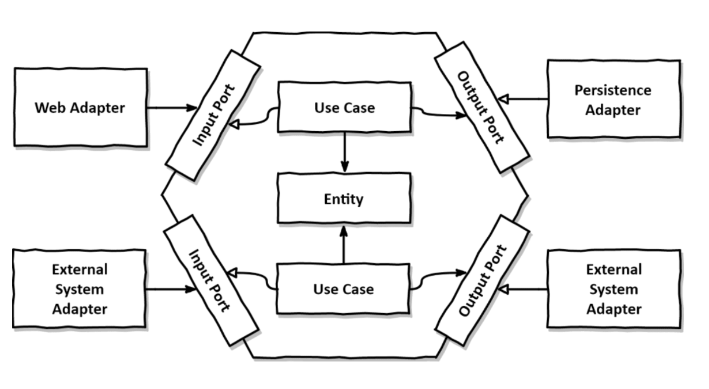 Web Adapter
Input Port
Use Case
Output Port
Persistence
Adapter
Entity
External
System
Adapter
Input Port
Use Case
Output Port
External
System
Adapter